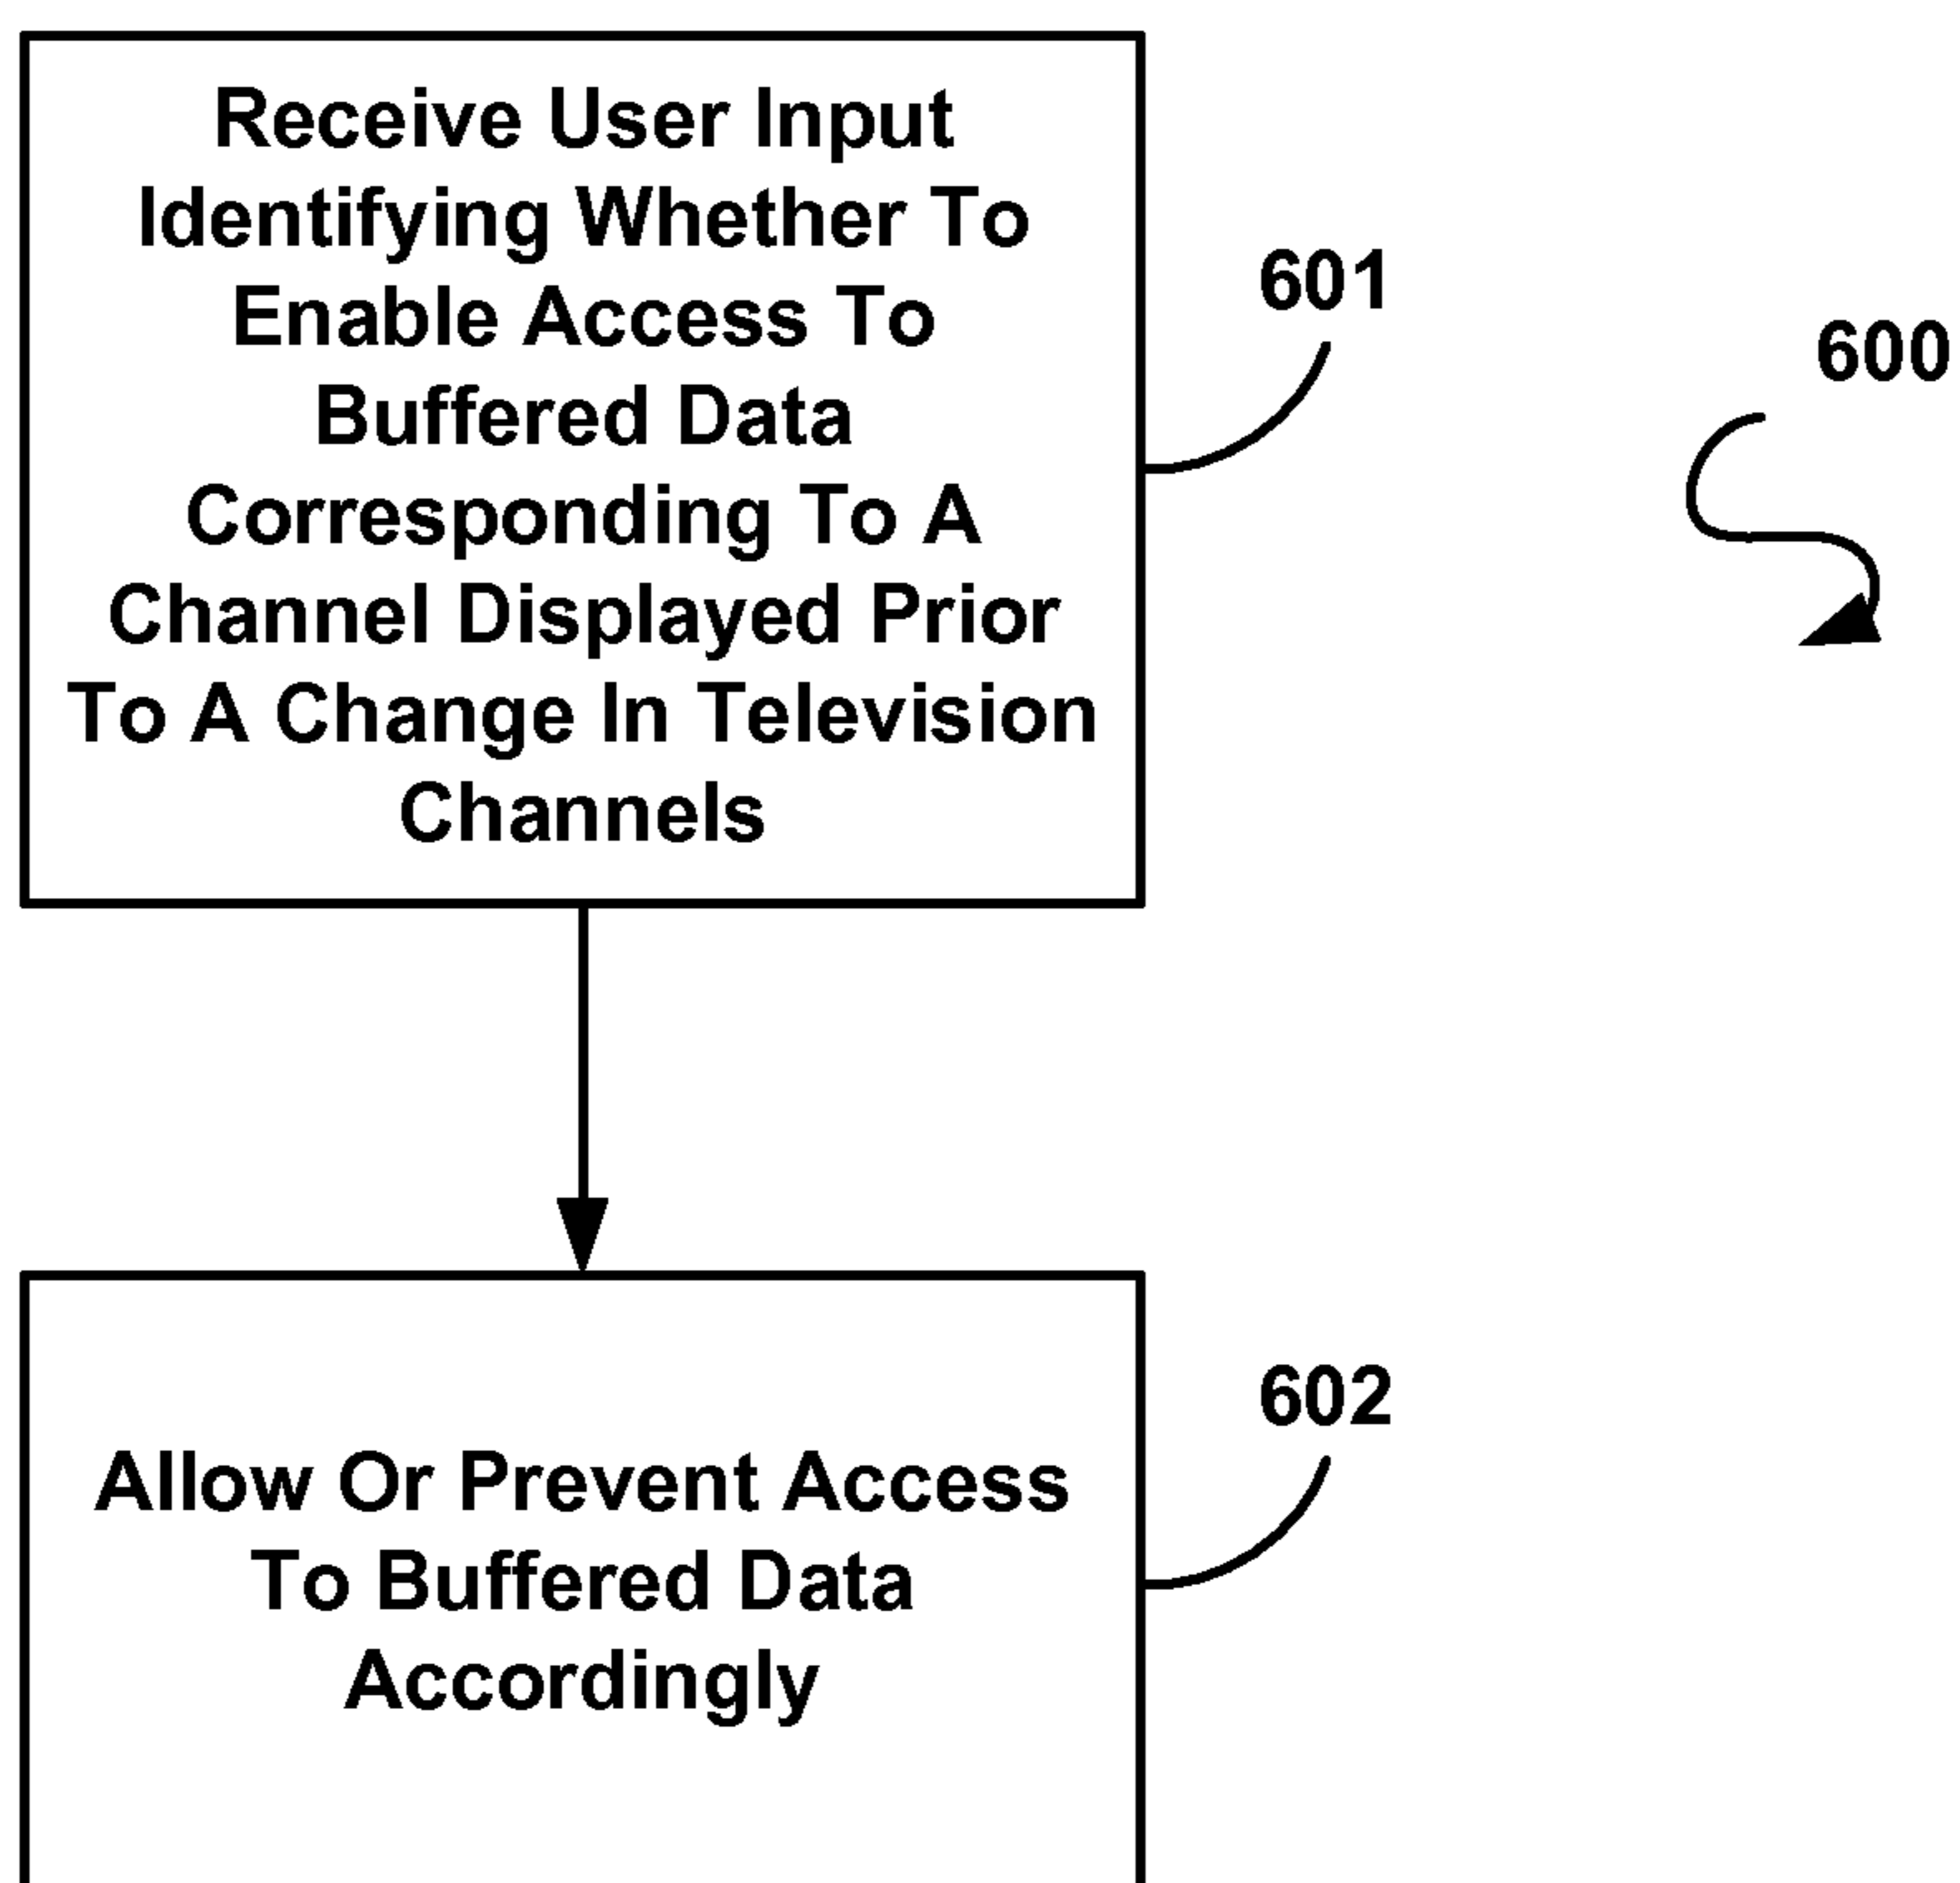 Receive User Input
Identifying Whether To
Enable Access To
Buffered Data
Corresponding To A
Channel Displayed Prior
To A Change In Television
Channels
601
600
Allow Or Prevent Access
To Buffered Data
Accordingly
602